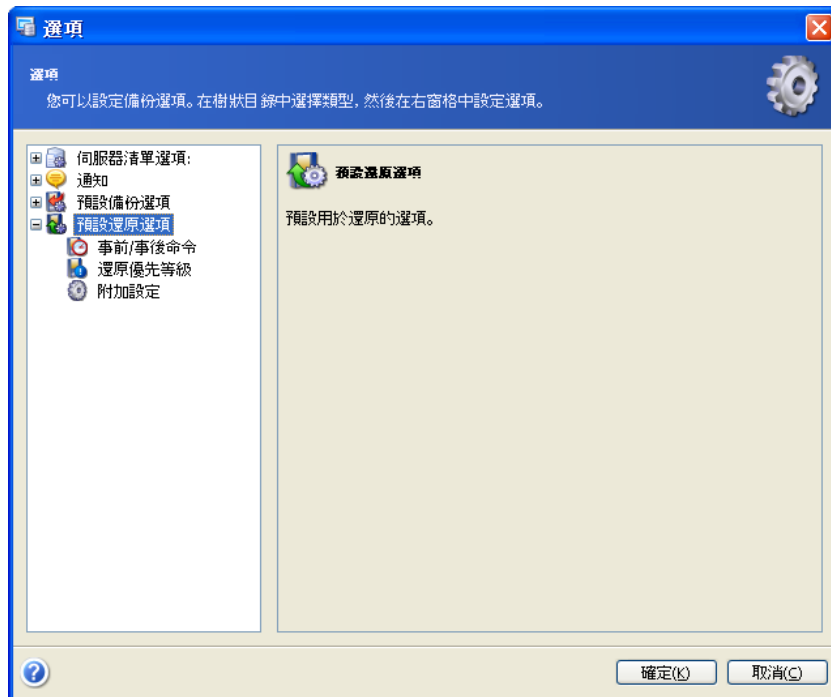 選項
選項
您可以設定備份選項。在樹狀目錄中選擇類型, 然後在右窗格中設定選項。
伺服器清單選項:
通知
預設備份選項
預設還原選項
事前/事後命令
還原優先等級
附加設定
預設還原選項
預設用於還原的選項。
確定(K)
取消(C)